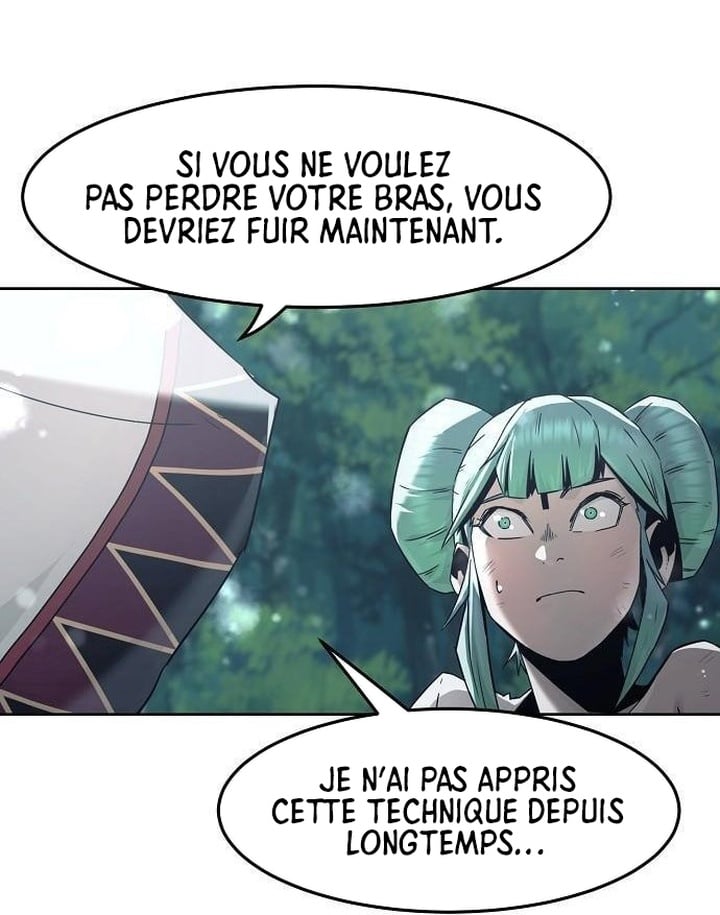 SI VOUS NE VOULEZ
PAS PERDRE VOTRE BRAS, VOUS
DEVRIEZ FUIR MAINTENANT.
JE N'AI PAS APPRIS
CETTE TECHNIQUE DEPUIS
LONGTEMPS...